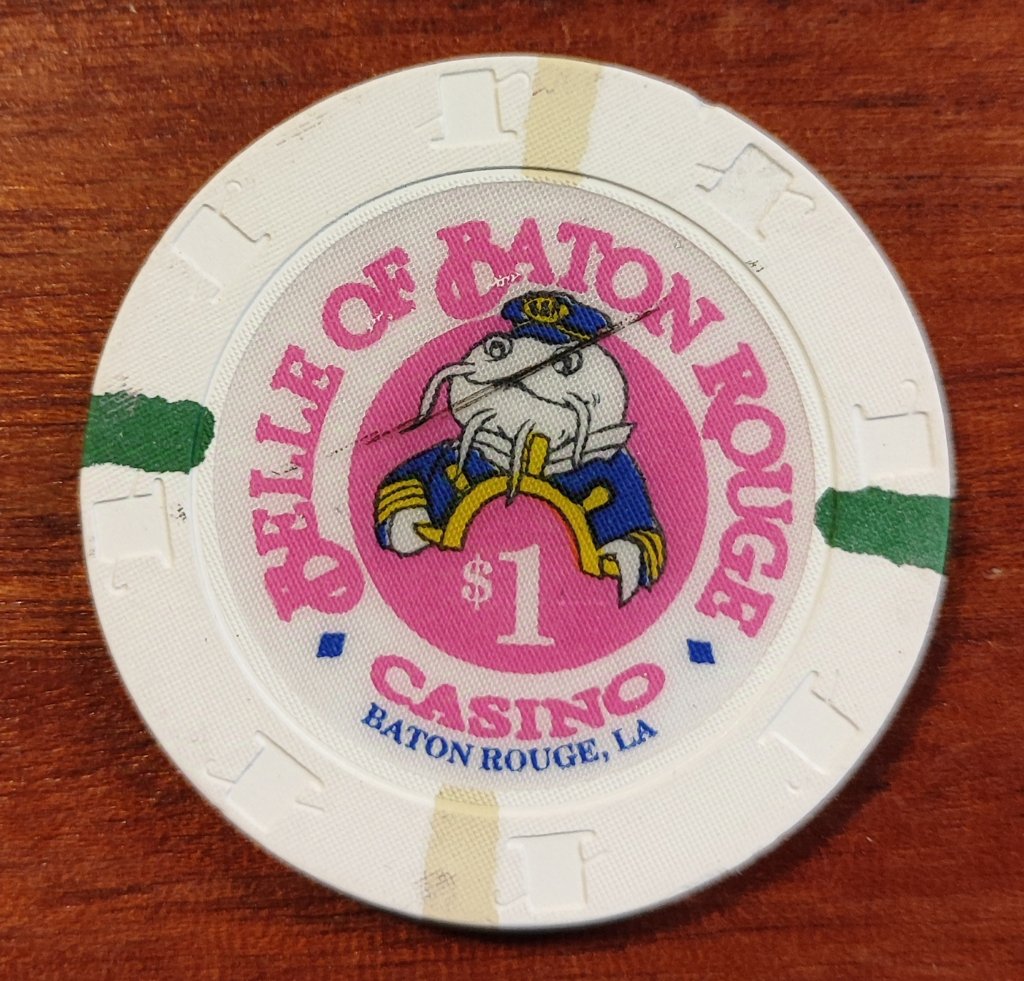 BELLE OF BATON ROUGE
$1
CASINO
BATON ROUGE, LA